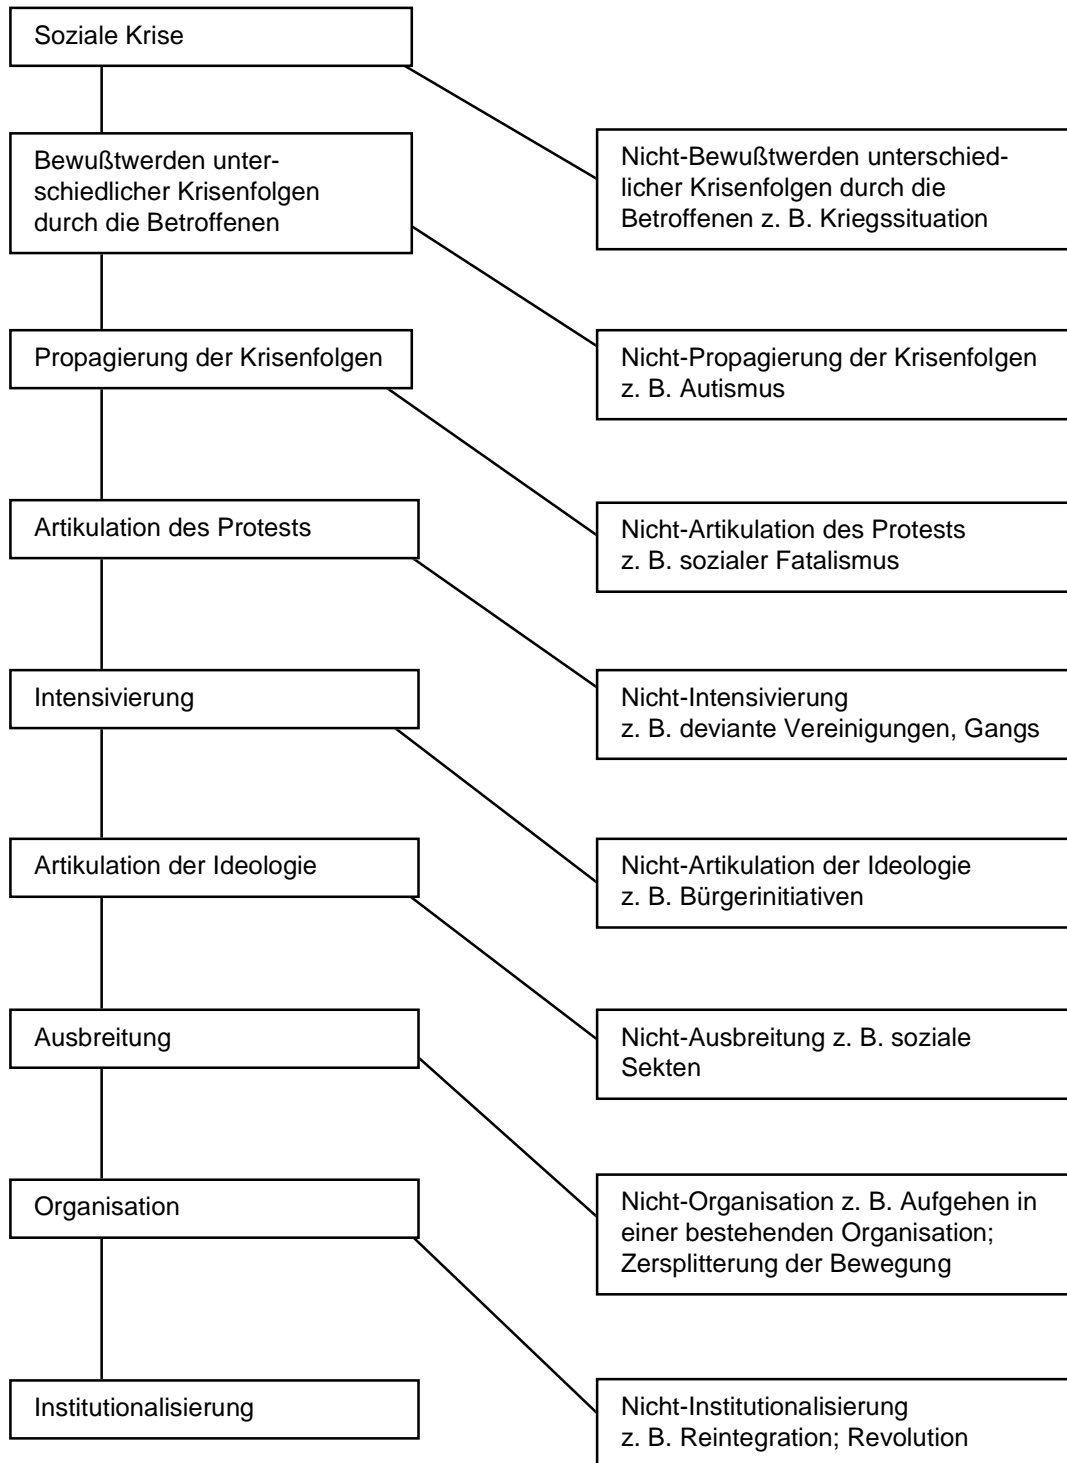 Soziale Krise
Bewußtwerden unter-
schiedlicher Krisenfolgen
durch die Betroffenen
Nicht-Bewußtwerden unterschied-
licher Krisenfolgen durch die
Betroffenen z. B. Kriegssituation
Propagierung der Krisenfolgen
Nicht-Propagierung der Krisenfolgen
z. B. Autismus
Artikulation des Protests
Nicht-Artikulation des Protests
z. B. sozialer Fatalismus
Intensivierung
Nicht-Intensivierung
z. B. deviante Vereinigungen, Gangs
Artikulation der Ideologie
Nicht-Artikulation der Ideologie
z. B. Bürgerinitiativen
Ausbreitung
Nicht-Ausbreitung z. B. soziale
Sekten
Organisation
Nicht-Organisation z. B. Aufgehen in
einer bestehenden Organisation;
Zersplitterung der Bewegung
Institutionalisierung
Nicht-Institutionalisierung
z. B. Reintegration; Revolution